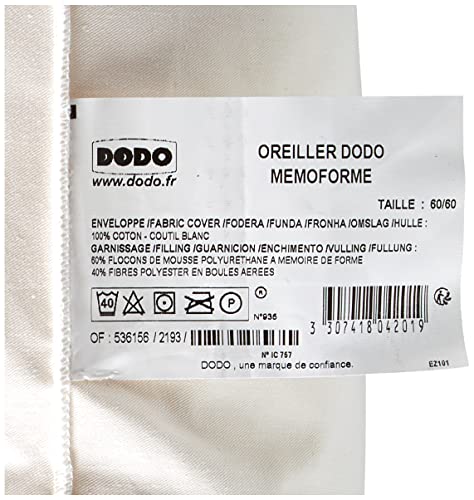 DODO
www.dodo.fr
OREILLER DODO
MEMOFORME
TAILLE : 60/60
ENVELOPPE /FABRIC COVER /FODERA /FUNDA /FRONHA /OMSLAG /HULLE :
100% COTON - COUTIL BLANC
GARNISSAGE /FILLING /GUARNICION /ENCHIMENTO /VULLING /FULLUNG :
60% FLOCONS DE MOUSSE POLYURETHANE A MEMOIRE DE FORME
40% FIBRES POLYESTER EN BOULES AEREES
40 P ®
N°936
3 307418 042019
OF : 536156 / 2193 /
N° IC 757
DODO , une marque de confiance.
EZ101